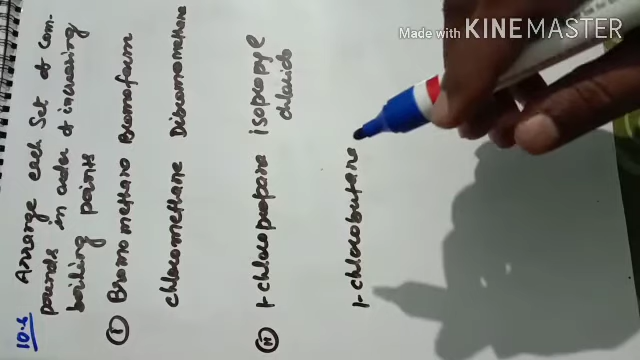 10.4 Arrange each set of com-
pounds in order of increasing
boiling points
(i) Bromomethane Bromoform
chloromethane Dibromomethane
(ii) 1-chloropropane isopropyl
chloride
1-chlorobutane
Made with KINEMASTER